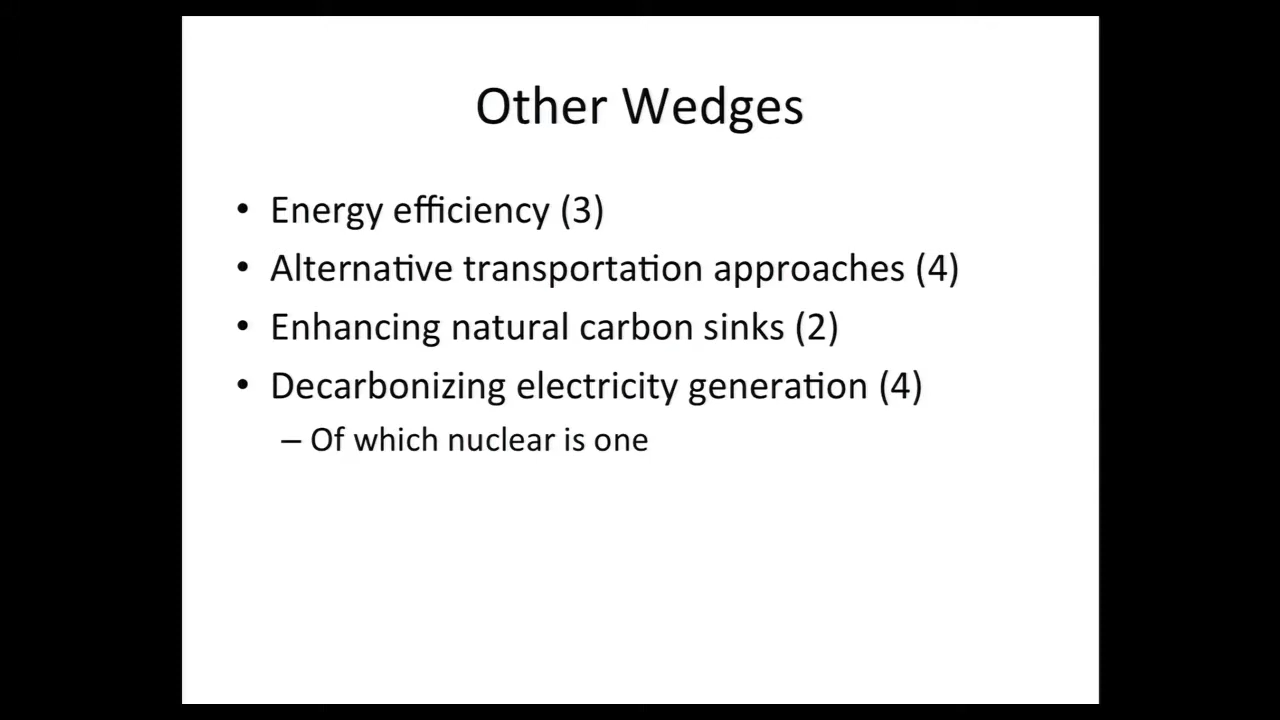 Other Wedges
• Energy efficiency (3)
• Alternative transportation approaches (4)
• Enhancing natural carbon sinks (2)
• Decarbonizing electricity generation (4)
– Of which nuclear is one